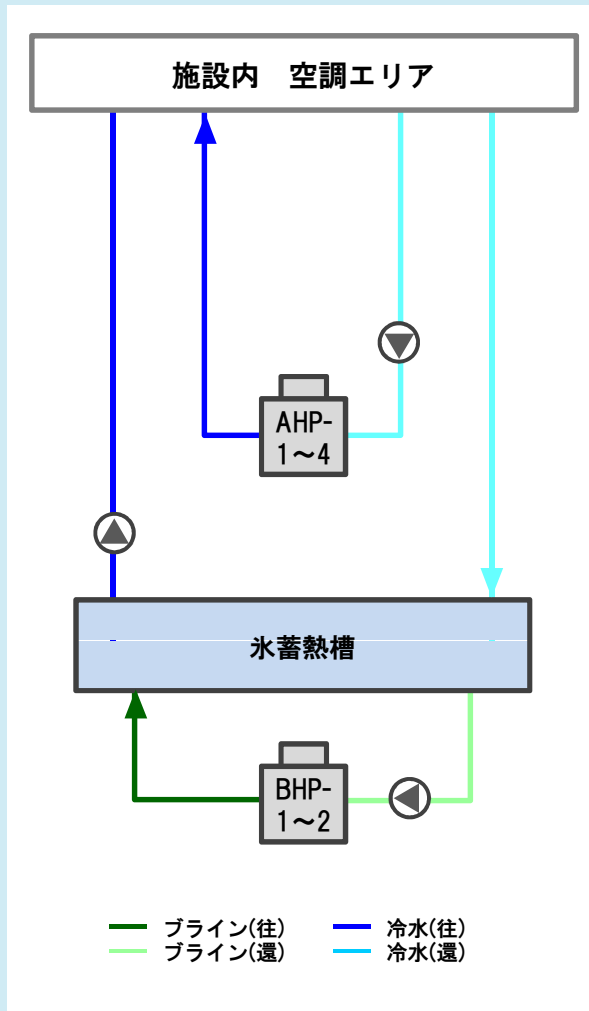 施設内　空調エリア
AHP-
1～4
氷蓄熱槽
BHP-
1～2
ブライン(往)
ブライン(還)
冷水(往)
冷水(還)